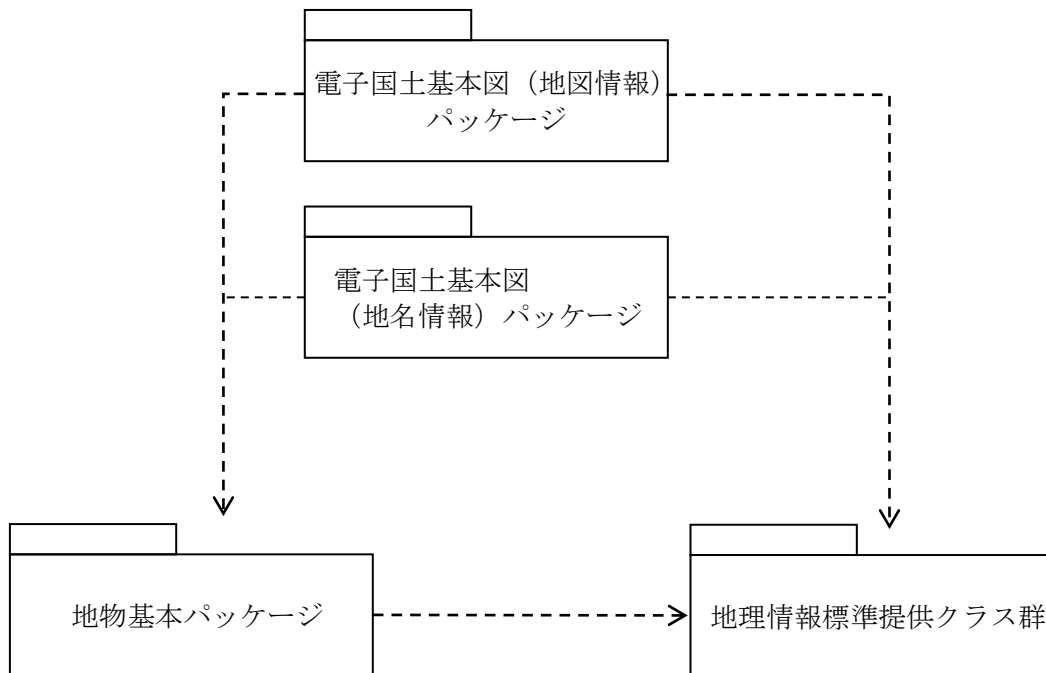 電子国土基本図（地図情報）
パッケージ
電子国土基本図
（地名情報）パッケージ
地物基本パッケージ
地理情報標準提供クラス群